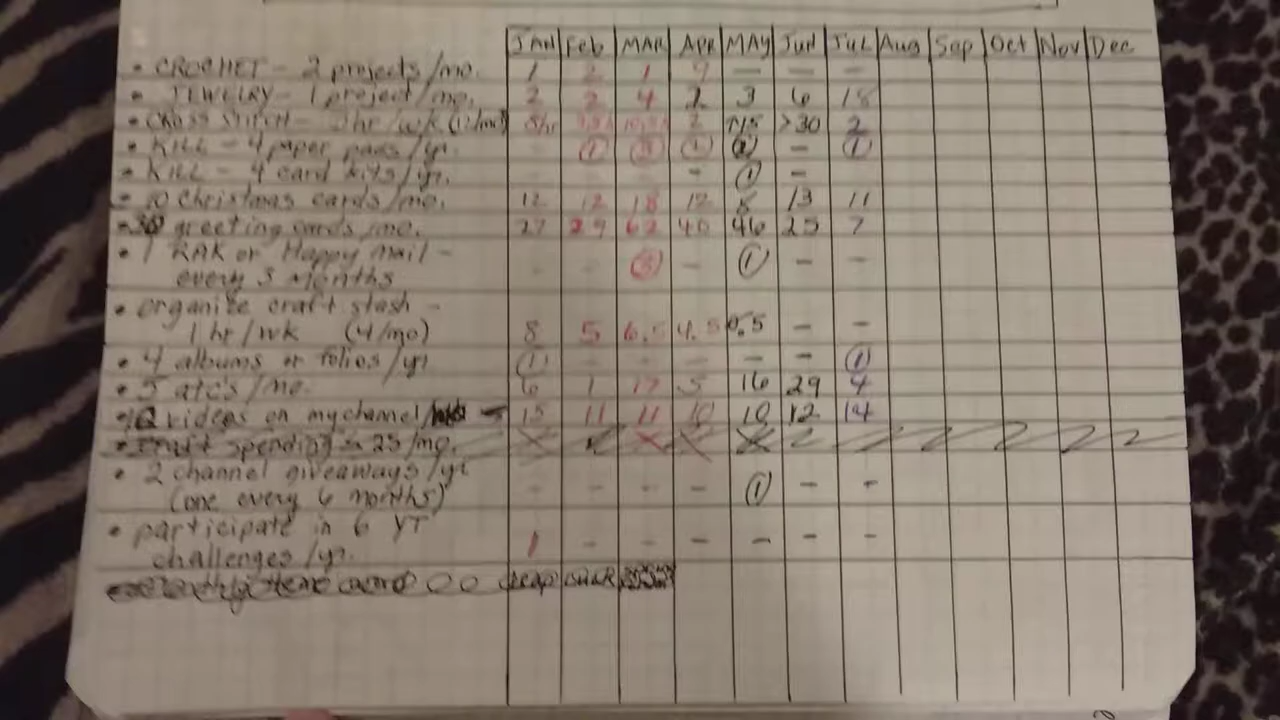 JAN Feb MAR APR MAY Jun Jul Aug Sep Oct Nov Dec
• CROCHET - 2 projects/mo. 1 2 1 9 — — —
• JEWELRY - 1 project/mo. 2 2 4 2 3 6 18
• Cross stitch - hr/wk 8hr 2 >30 2
• KILL - 4 paper pads/yr. - ① ① - ①
• KILL - 4 card kits/yr. - ① -
• 10 Christmas cards/mo. 12 12 18 12 8 13 11
• 30 greeting cards/mo. 27 29 62 40 46 25 7
• 1 RAK or Happy Mail - - - ③ - ① - -
every 3 Months
• organize craft stash -
1 hr/wk (4/mo) 8 5 6.5 4.5 - -
• 4 albums or folios/yr ① - - - - - ①
• 5 atc's/mo. 6 1 17 5 16 29 4
videos on my channel - 15 11 11 10 10 12 14
• Craft spending 25/mo.
• 2 channel giveaways/yr
(one every 6 months) - - - - ① - -
• participate in 6 YT
challenges/yr. 1 - - - - - -